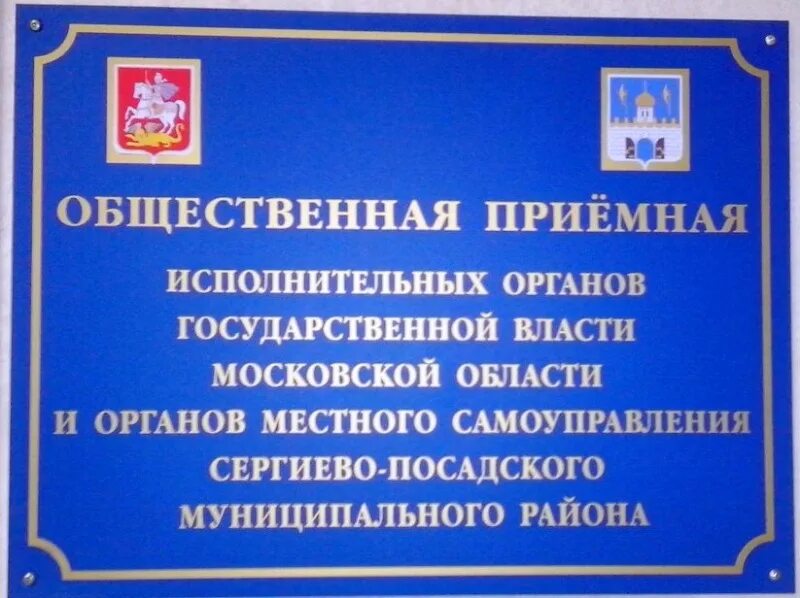 ОБЩЕСТВЕННАЯ ПРИЁМНАЯ
ИСПОЛНИТЕЛЬНЫХ ОРГАНОВ
ГОСУДАРСТВЕННОЙ ВЛАСТИ
МОСКОВСКОЙ ОБЛАСТИ
И ОРГАНОВ МЕСТНОГО САМОУПРАВЛЕНИЯ
СЕРГИЕВО-ПОСАДСКОГО
МУНИЦИПАЛЬНОГО РАЙОНА